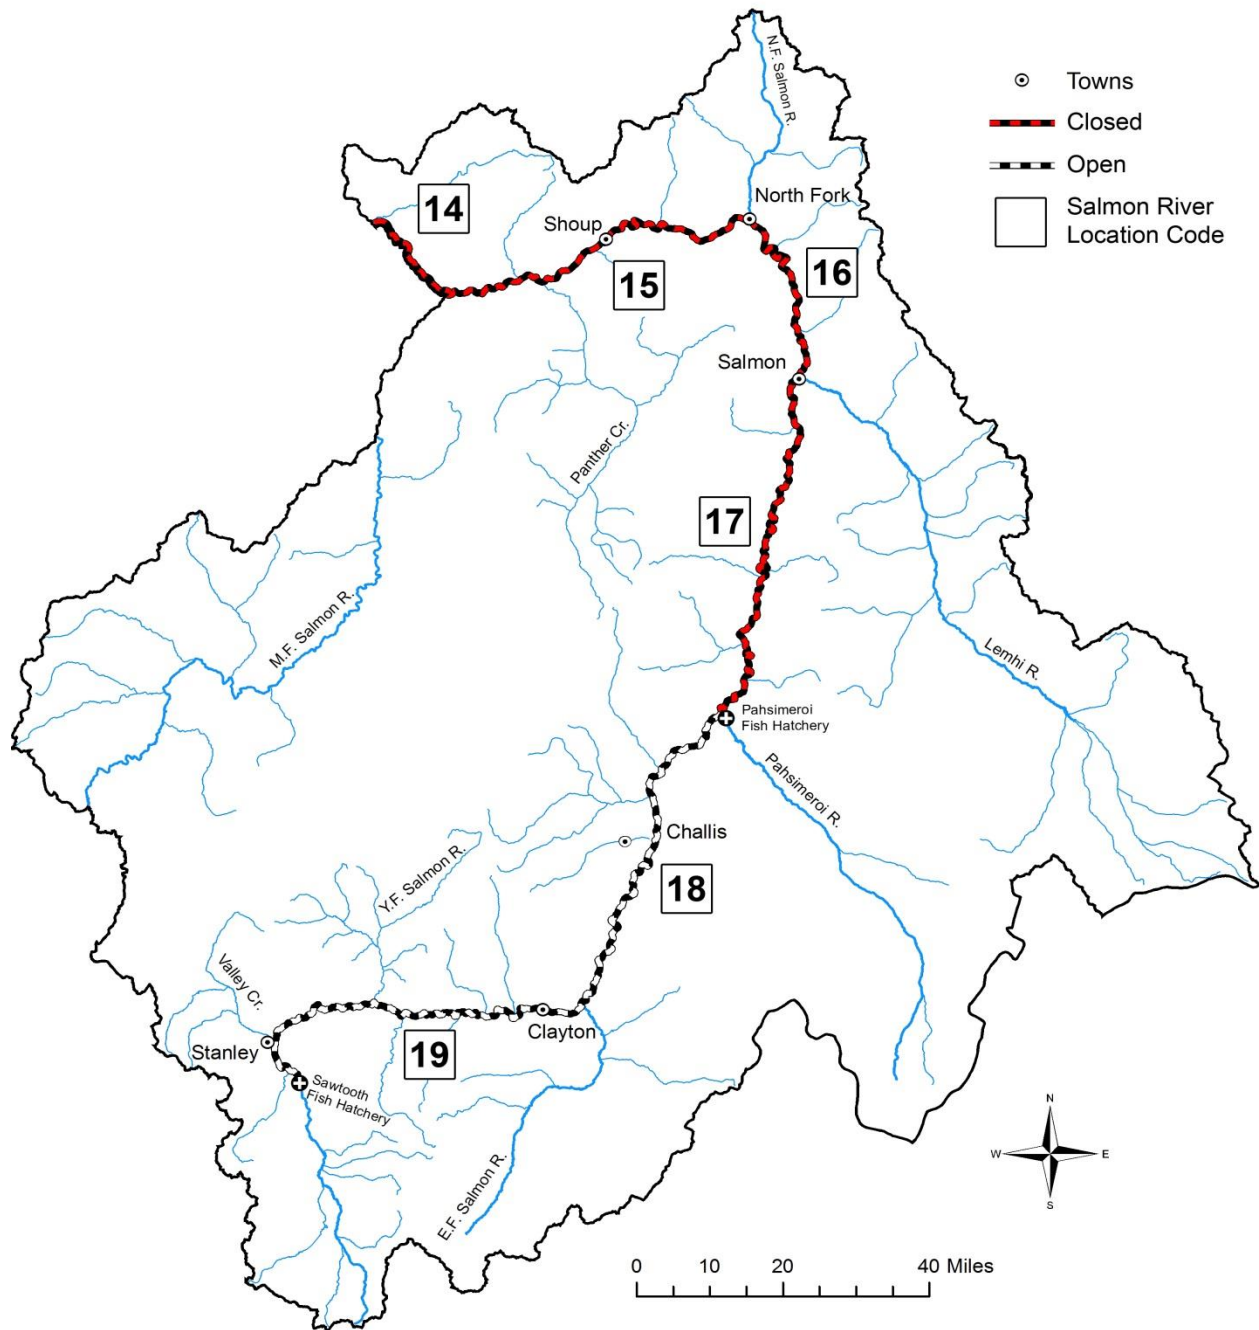 N.F. Salmon R.
Towns
Closed
Open
Salmon River
Location Code
14
North Fork
Shoup
15
16
Salmon
Panther Cr.
17
M.F. Salmon R.
Lemhi R.
Pahsimeroi
Fish Hatchery
Pahsimeroi R.
Challis
Y.F. Salmon R.
18
Valley Cr.
Stanley
Clayton
19
Sawtooth
Fish Hatchery
E.F. Salmon R.
N
W
E
S
0 10 20 40 Miles